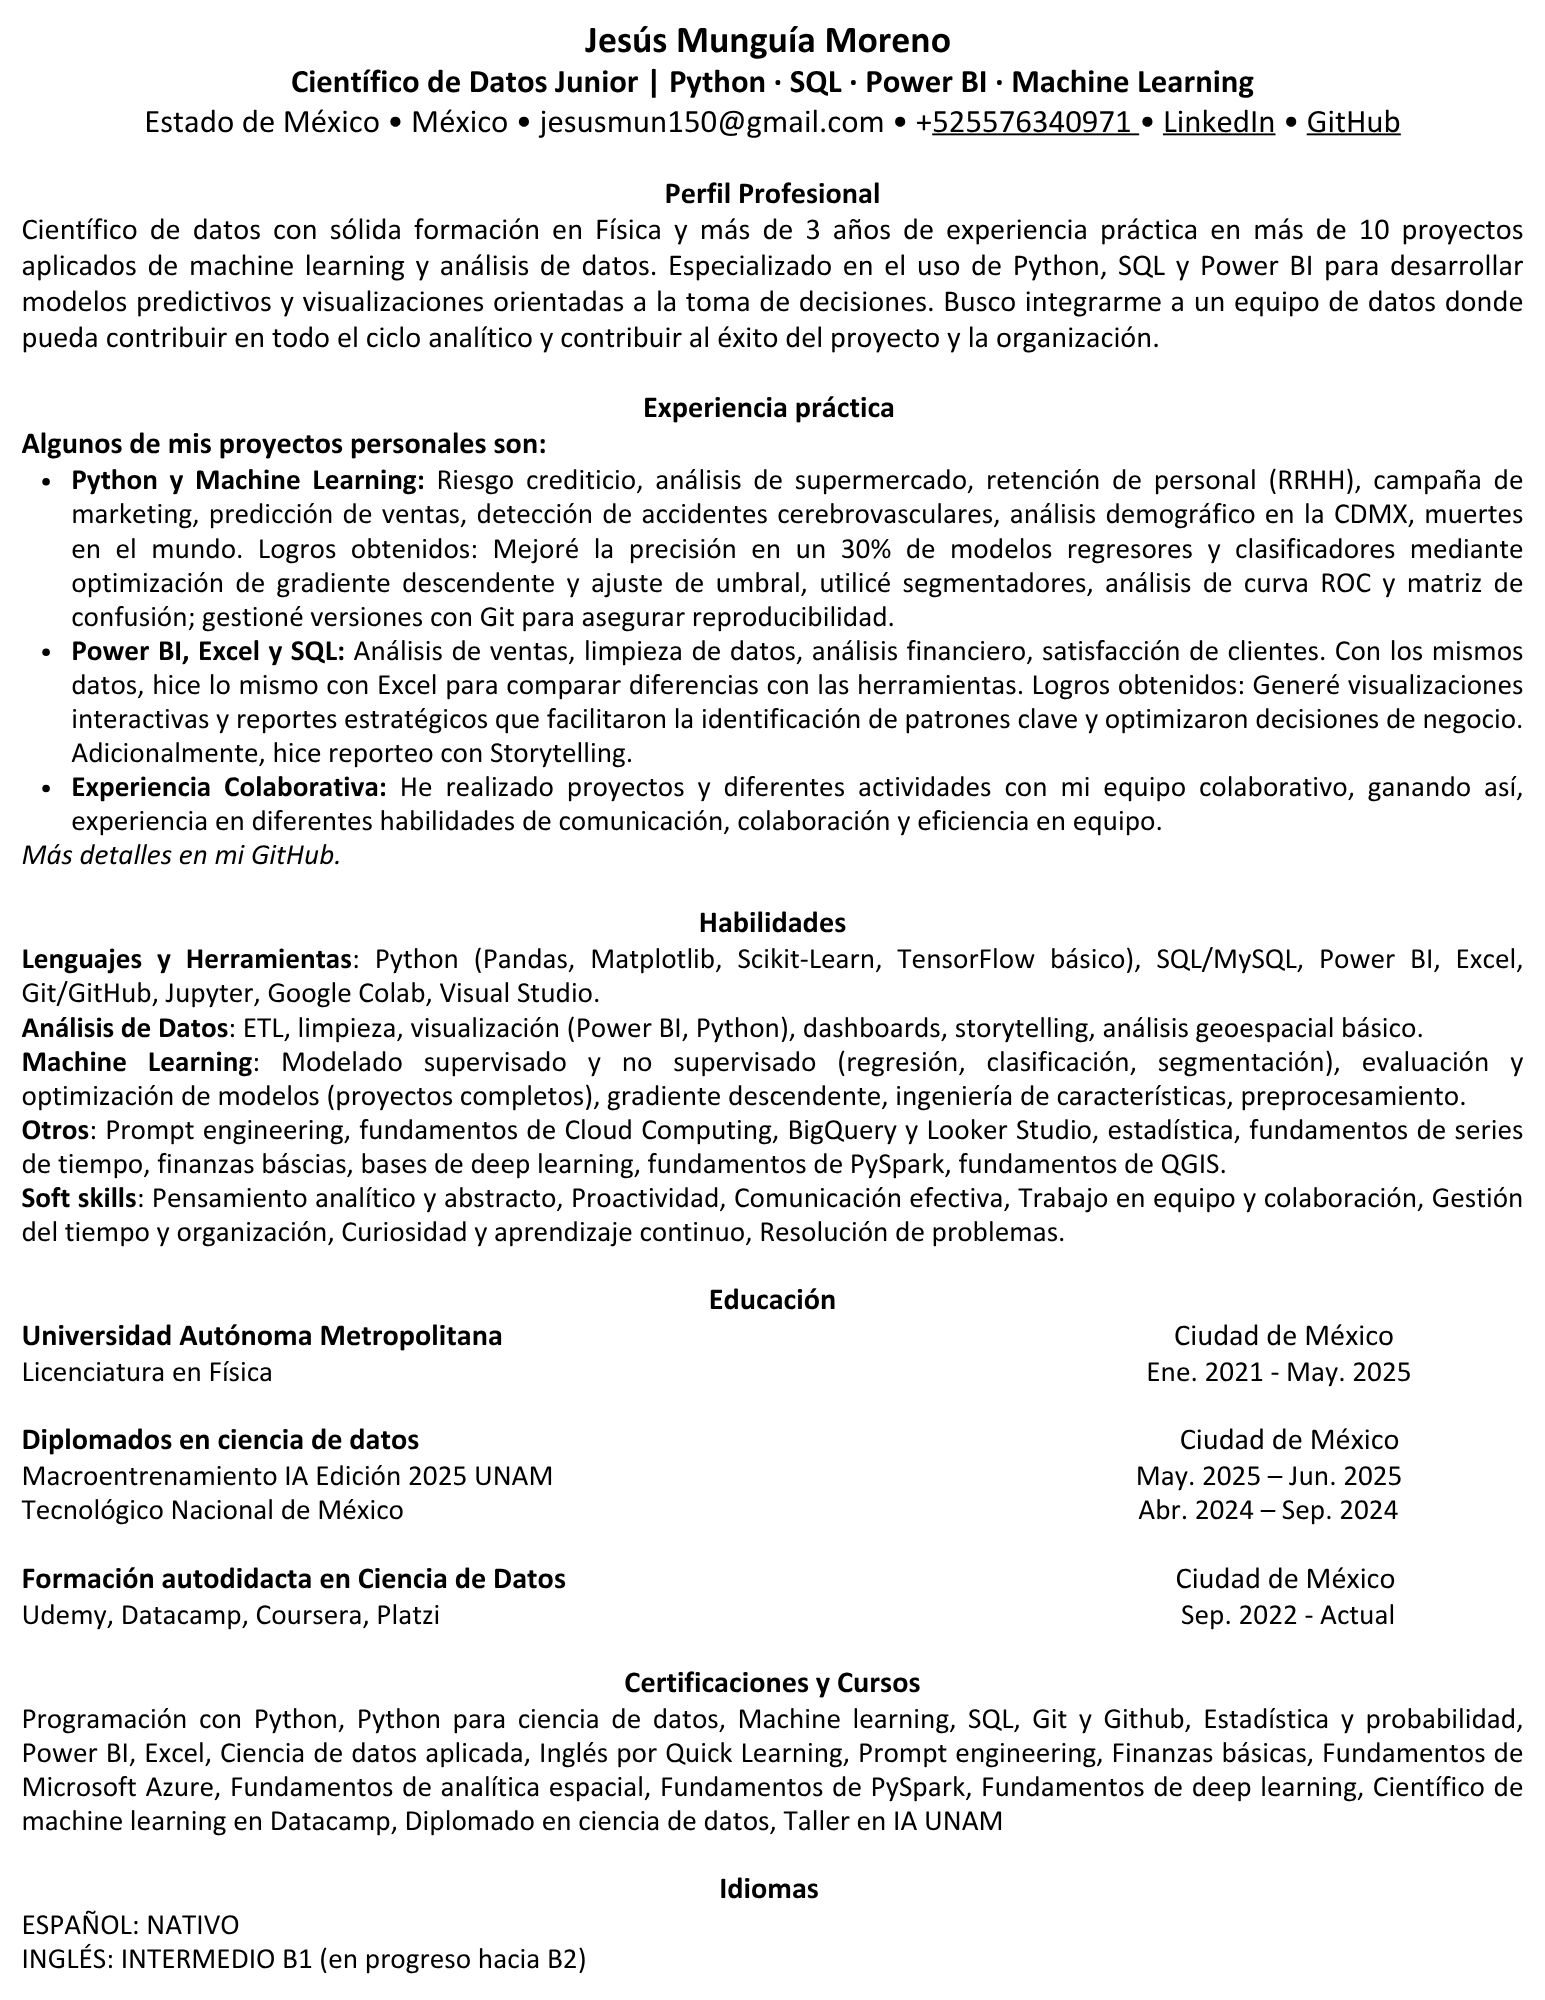 Jesús Munguía Moreno
Científico de Datos Junior | Python · SQL · Power BI · Machine Learning
Estado de México • México • jesusmun150@gmail.com • +525576340971 • LinkedIn • GitHub
Perfil Profesional
Científico de datos con sólida formación en Física y más de 3 años de experiencia práctica en más de 10 proyectos
aplicados de machine learning y análisis de datos. Especializado en el uso de Python, SQL y Power BI para desarrollar
modelos predictivos y visualizaciones orientadas a la toma de decisiones. Busco integrarme a un equipo de datos donde
pueda contribuir en todo el ciclo analítico y contribuir al éxito del proyecto y la organización.
Experiencia práctica
Algunos de mis proyectos personales son:
• Python y Machine Learning: Riesgo crediticio, análisis de supermercado, retención de personal (RRHH), campaña de
marketing, predicción de ventas, detección de accidentes cerebrovasculares, análisis demográfico en la CDMX, muertes
en el mundo. Logros obtenidos: Mejoré la precisión en un 30% de modelos regresores y clasificadores mediante
optimización de gradiente descendente y ajuste de umbral, utilicé segmentadores, análisis de curva ROC y matriz de
confusión; gestioné versiones con Git para asegurar reproducibilidad.
• Power BI, Excel y SQL: Análisis de ventas, limpieza de datos, análisis financiero, satisfacción de clientes. Con los mismos
datos, hice lo mismo con Excel para comparar diferencias con las herramientas. Logros obtenidos: Generé visualizaciones
interactivas y reportes estratégicos que facilitaron la identificación de patrones clave y optimizaron decisiones de negocio.
Adicionalmente, hice reporteo con Storytelling.
• Experiencia Colaborativa: He realizado proyectos y diferentes actividades con mi equipo colaborativo, ganando así,
experiencia en diferentes habilidades de comunicación, colaboración y eficiencia en equipo.
Más detalles en mi GitHub.
Habilidades
Lenguajes y Herramientas: Python (Pandas, Matplotlib, Scikit-Learn, TensorFlow básico), SQL/MySQL, Power BI, Excel,
Git/GitHub, Jupyter, Google Colab, Visual Studio.
Análisis de Datos: ETL, limpieza, visualización (Power BI, Python), dashboards, storytelling, análisis geoespacial básico.
Machine Learning: Modelado supervisado y no supervisado (regresión, clasificación, segmentación), evaluación y
optimización de modelos (proyectos completos), gradiente descendente, ingeniería de características, preprocesamiento.
Otros: Prompt engineering, fundamentos de Cloud Computing, BigQuery y Looker Studio, estadística, fundamentos de series
de tiempo, finanzas báscias, bases de deep learning, fundamentos de PySpark, fundamentos de QGIS.
Soft skills: Pensamiento analítico y abstracto, Proactividad, Comunicación efectiva, Trabajo en equipo y colaboración, Gestión
del tiempo y organización, Curiosidad y aprendizaje continuo, Resolución de problemas.
Educación
Universidad Autónoma Metropolitana Ciudad de México
Licenciatura en Física Ene. 2021 - May. 2025
Diplomados en ciencia de datos Ciudad de México
Macroentrenamiento IA Edición 2025 UNAM May. 2025 – Jun. 2025
Tecnológico Nacional de México Abr. 2024 – Sep. 2024
Formación autodidacta en Ciencia de Datos Ciudad de México
Udemy, Datacamp, Coursera, Platzi Sep. 2022 - Actual
Certificaciones y Cursos
Programación con Python, Python para ciencia de datos, Machine learning, SQL, Git y Github, Estadística y probabilidad,
Power BI, Excel, Ciencia de datos aplicada, Inglés por Quick Learning, Prompt engineering, Finanzas básicas, Fundamentos de
Microsoft Azure, Fundamentos de analítica espacial, Fundamentos de PySpark, Fundamentos de deep learning, Científico de
machine learning en Datacamp, Diplomado en ciencia de datos, Taller en IA UNAM
Idiomas
ESPAÑOL: NATIVO
INGLÉS: INTERMEDIO B1 (en progreso hacia B2)